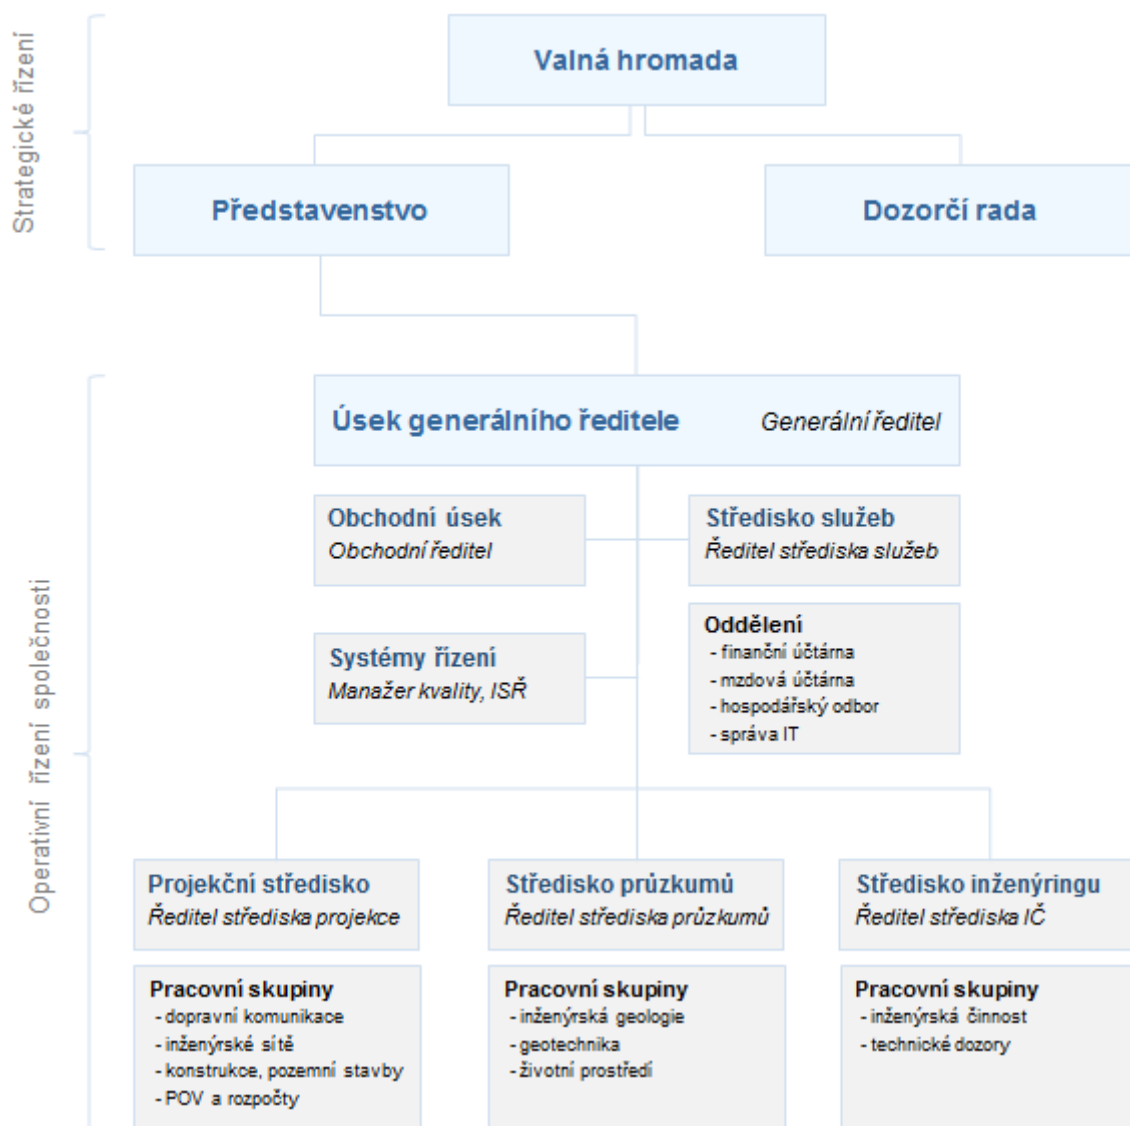 Strategické řízení
Valná hromada
Představenstvo
Dozorčí rada
Operativní řízení společnosti
Úsek generálního ředitele
Generální ředitel
Obchodní úsek
Obchodní ředitel
Středisko služeb
Ředitel střediska služeb
Systémy řízení
Manažer kvality, ISŘ
Oddělení
- finanční účtárna
- mzdová účtárna
- hospodářský odbor
- správa IT
Projekční středisko
Ředitel střediska projekce
Středisko průzkumů
Ředitel střediska průzkumů
Středisko inženýringu
Ředitel střediska IČ
Pracovní skupiny
- dopravní komunikace
- inženýrské sítě
- konstrukce, pozemní stavby
- POV a rozpočty
Pracovní skupiny
- inženýrská geologie
- geotechnika
- životní prostředí
Pracovní skupiny
- inženýrská činnost
- technické dozory